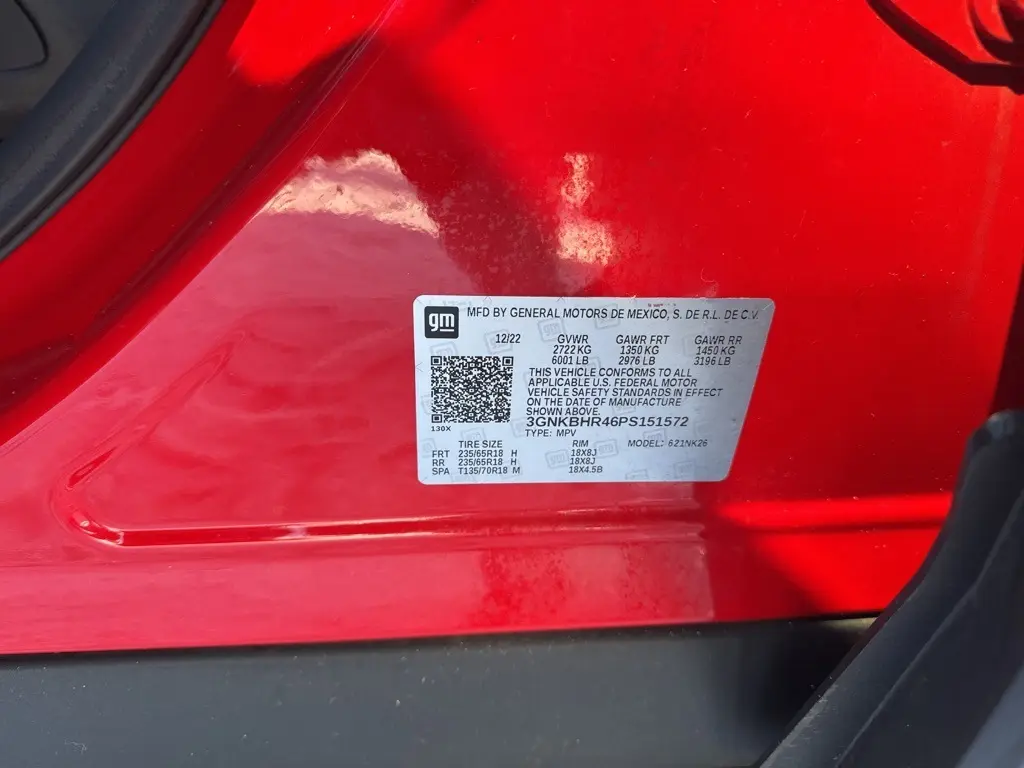 gm MFD BY GENERAL MOTORS DE MEXICO, S. DE R.L. DE C.V.
12/22 GVWR GAWR FRT GAWR RR
2722 KG 1350 KG 1450 KG
6001 LB 2976 LB 3196 LB
THIS VEHICLE CONFORMS TO ALL
APPLICABLE U.S. FEDERAL MOTOR
VEHICLE SAFETY STANDARDS IN EFFECT
ON THE DATE OF MANUFACTURE
SHOWN ABOVE.
3GNKBHR46PS151572
130X
TYPE: MPV
TIRE SIZE RIM MODEL: 621NK26
FRT 235/65R18 H 18X8J
RR 235/65R18 H 18X8J
SPA T135/70R18 M 18X4.5B